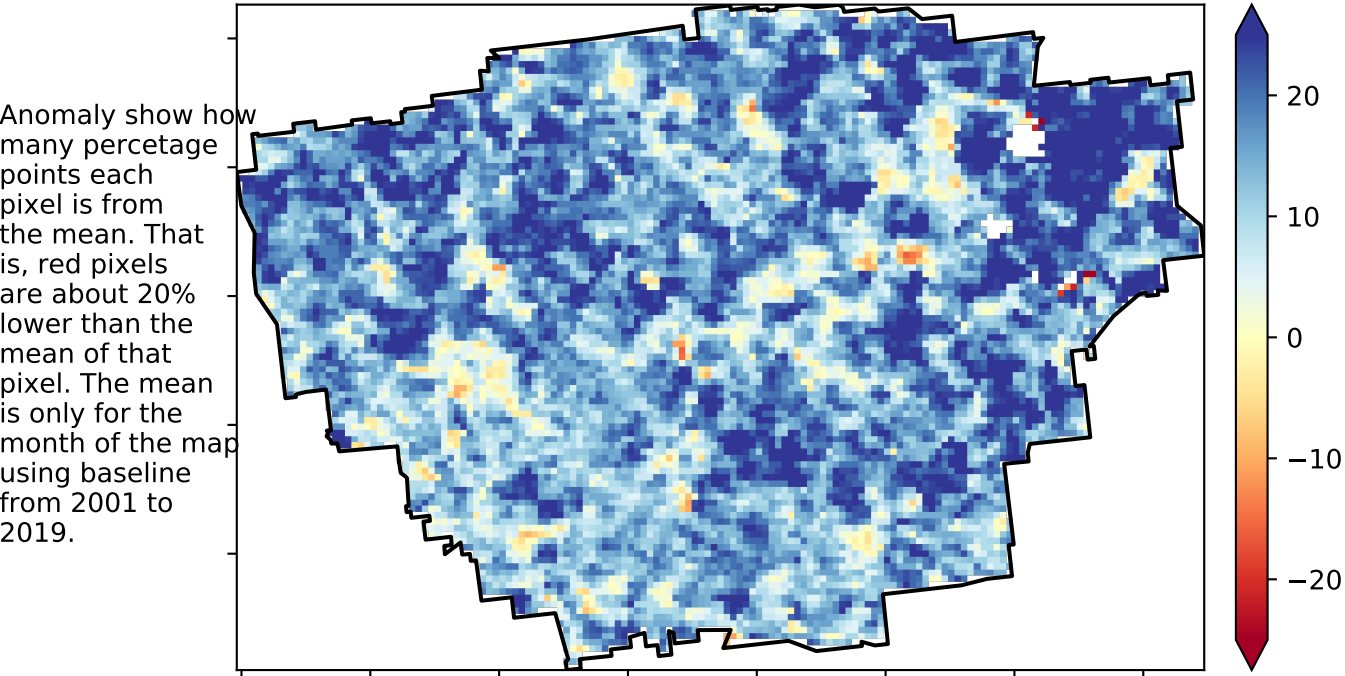 Anomaly show how
many percetage
points each
pixel is from
the mean. That
is, red pixels
are about 20%
lower than the
mean of that
pixel. The mean
is only for the
month of the map
using baseline
from 2001 to
2019.
20
10
0
−10
−20